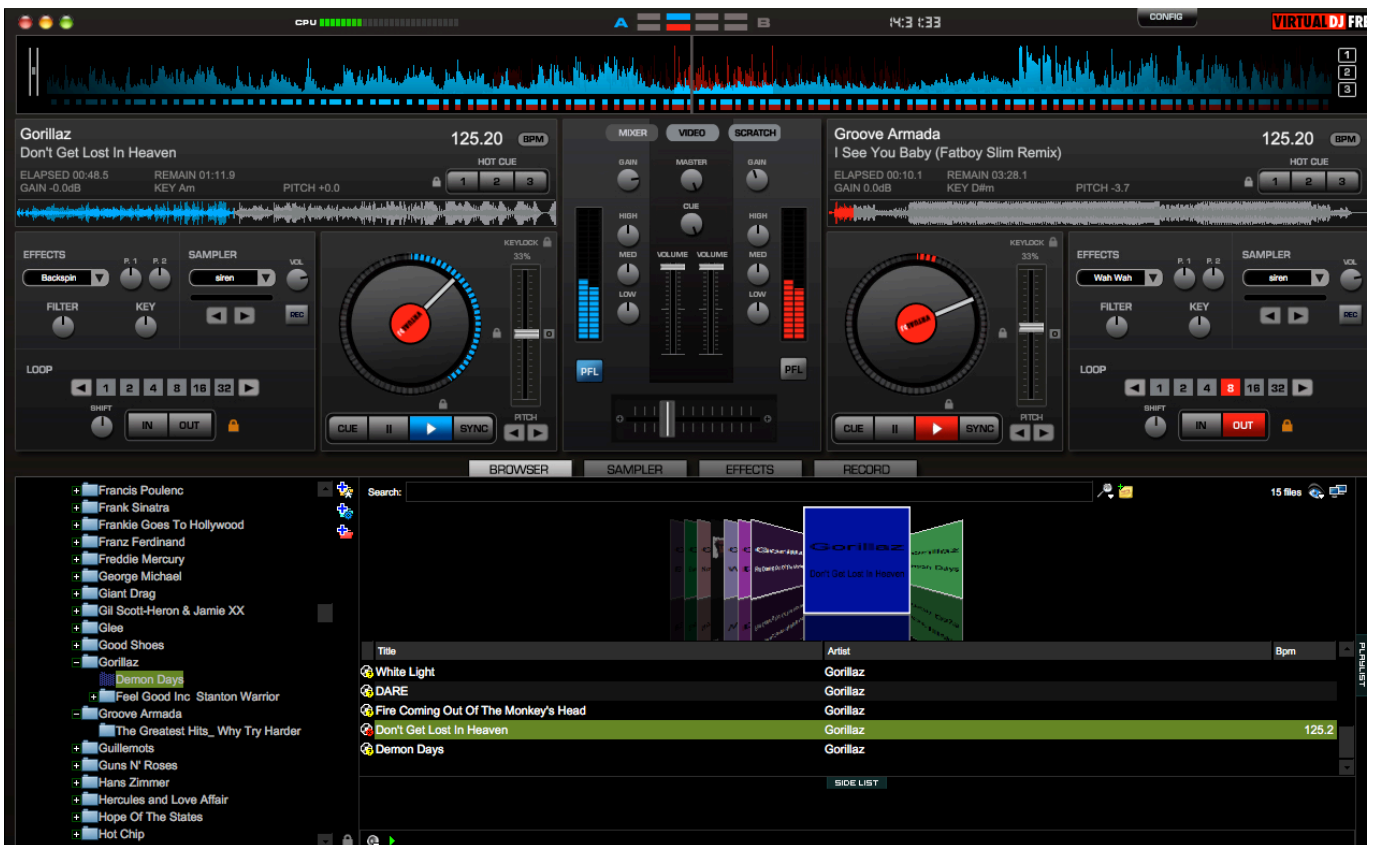 CPU
A
B
14:31:33
CONFIG
VIRTUAL DJ FRE
1
2
3
Gorillaz
125.20 BPM
Don't Get Lost In Heaven
HOT CUE
ELAPSED 00:48.5 REMAIN 01:11.9
GAIN -0.0dB KEY Am PITCH +0.0
1 2 3
MIXER VIDEO SCRATCH
GAIN MASTER GAIN
CUE
HIGH HIGH
MED VOLUME VOLUME MED
LOW LOW
PFL PFL
Groove Armada
125.20 BPM
I See You Baby (Fatboy Slim Remix)
HOT CUE
ELAPSED 00:10.1 REMAIN 03:28.1
GAIN 0.0dB KEY D#m PITCH -3.7
1 2 3
EFFECTS P. 1 P. 2 SAMPLER VOL
Backspin siren
FILTER KEY REC
LOOP
1 2 4 8 16 32
SHIFT IN OUT
KEYLOCK
33%
PITCH
CUE II SYNC
KEYLOCK
33%
PITCH
CUE II SYNC
EFFECTS P. 1 P. 2 SAMPLER VOL
Wah Wah siren
FILTER KEY REC
LOOP
1 2 4 8 16 32
SHIFT IN OUT
BROWSER SAMPLER EFFECTS RECORD
Francis Poulenc
Frank Sinatra
Frankie Goes To Hollywood
Franz Ferdinand
Freddie Mercury
George Michael
Giant Drag
Gil Scott-Heron & Jamie XX
Glee
Good Shoes
Gorillaz
Demon Days
Feel Good Inc Stanton Warrior
Groove Armada
The Greatest Hits_ Why Try Harder
Guillemots
Guns N' Roses
Hans Zimmer
Hercules and Love Affair
Hope Of The States
Hot Chip
Search:
15 files
Gorillaz
Don't Get Lost In Heaven
Title Artist Bpm
White Light Gorillaz
DARE Gorillaz
Fire Coming Out Of The Monkey's Head Gorillaz
Don't Get Lost In Heaven Gorillaz 125.2
Demon Days Gorillaz
SIDE LIST
PLAYLIST